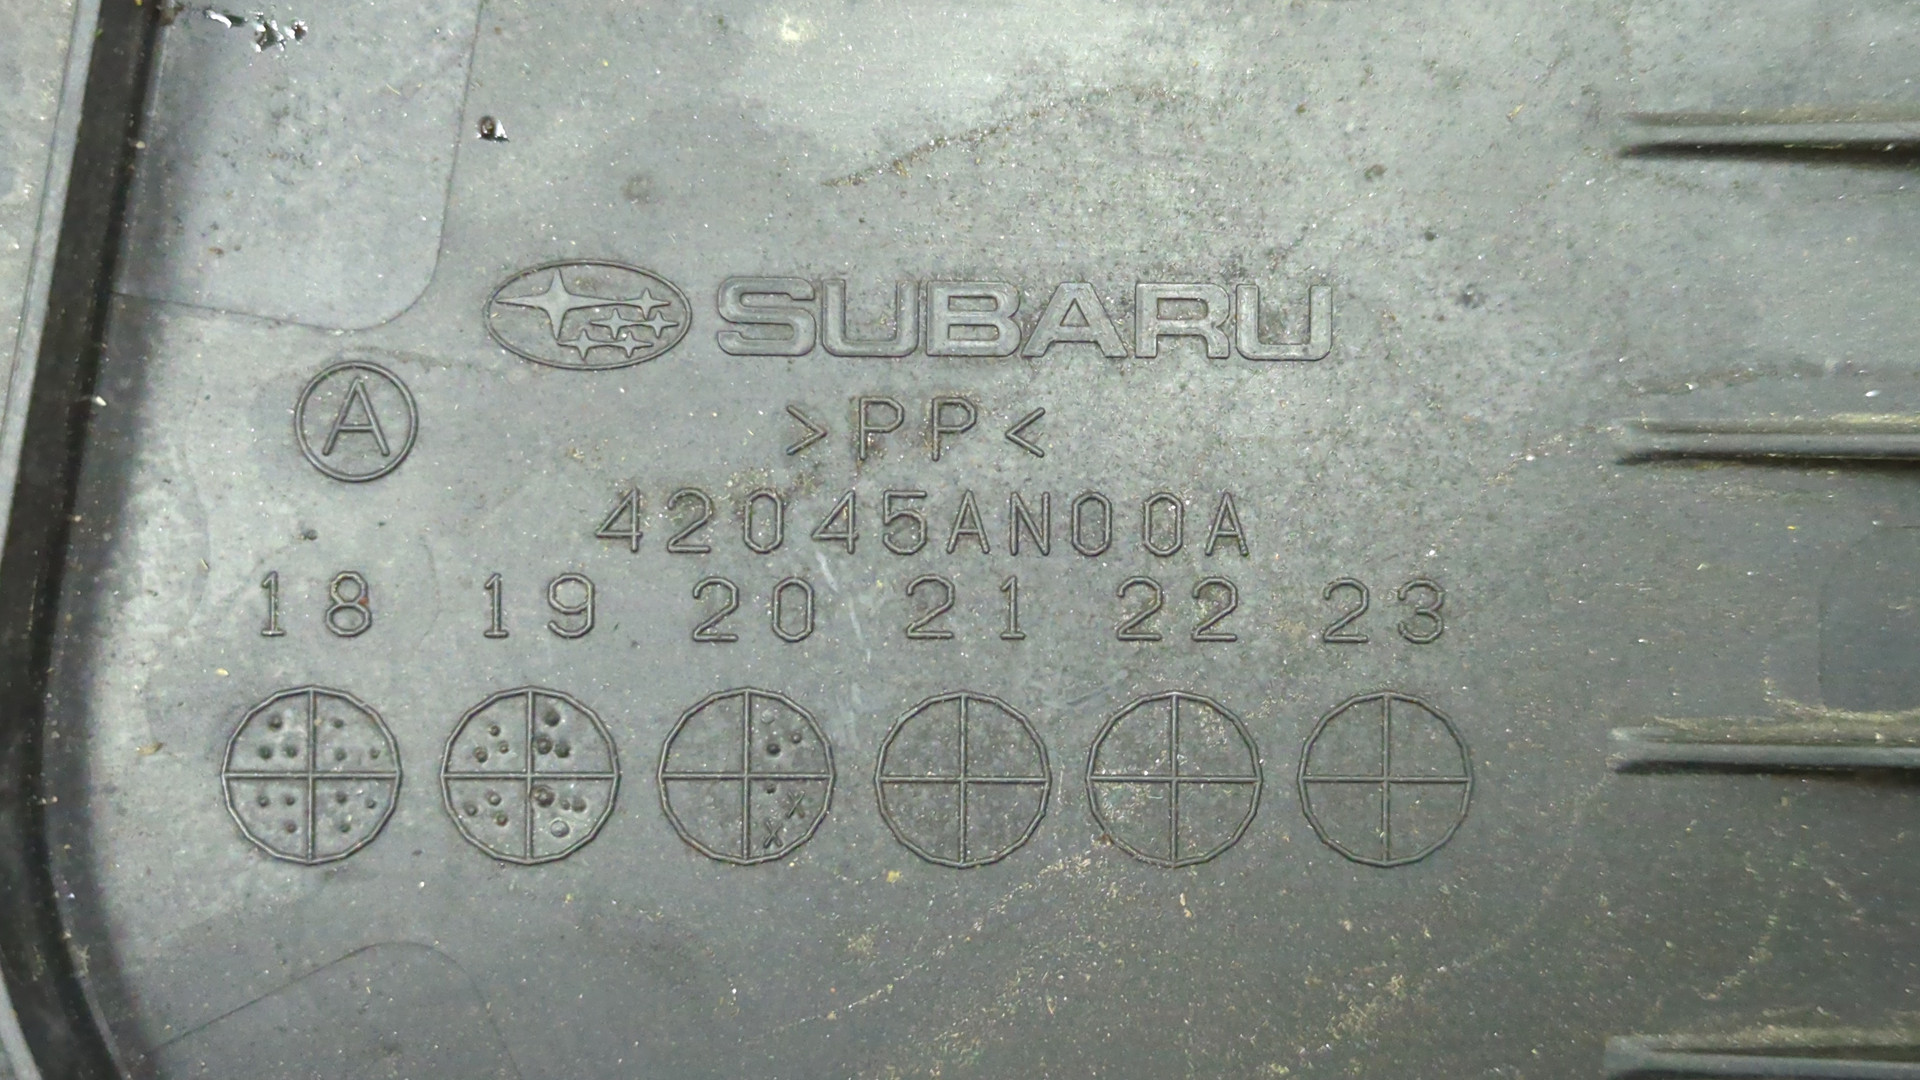 SUBARU
A
>PP<
42045AN00A
18 19 20 21 22 23
X
X